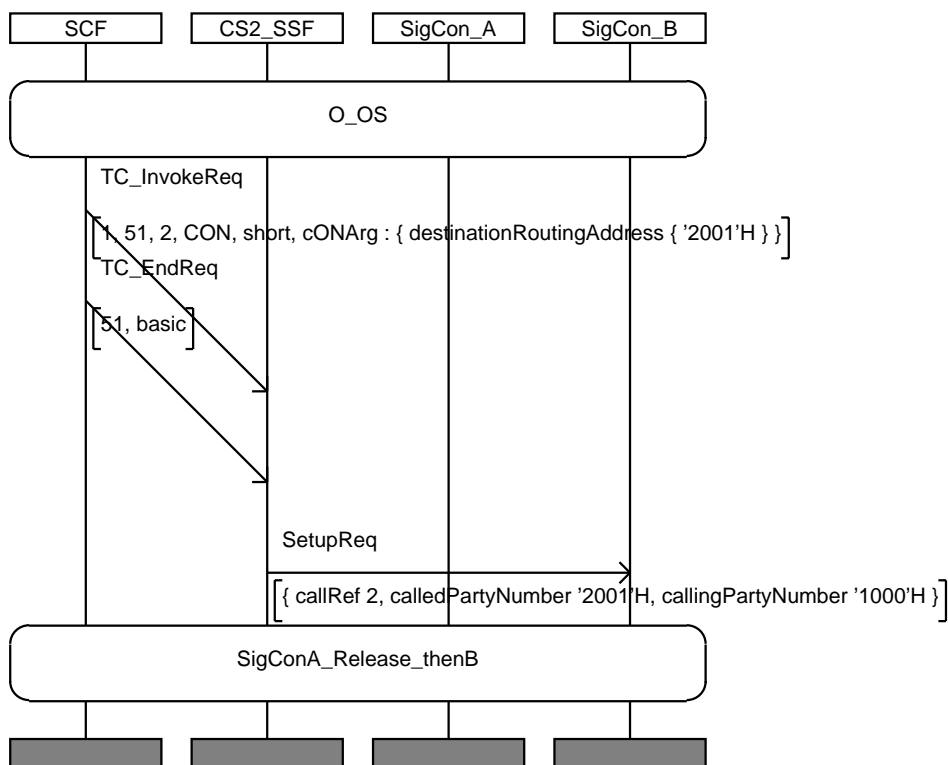 SCF
CS2_SSF
SigCon_A
SigCon_B
O_OS
TC_InvokeReq
1, 51, 2, CON, short, cONArg : { destinationRoutingAddress { ’2001’H } }
TC_EndReq
51, basic
SetupReq
{ callRef 2, calledPartyNumber ’2001’H, callingPartyNumber ’1000’H }
SigConA_Release_thenB